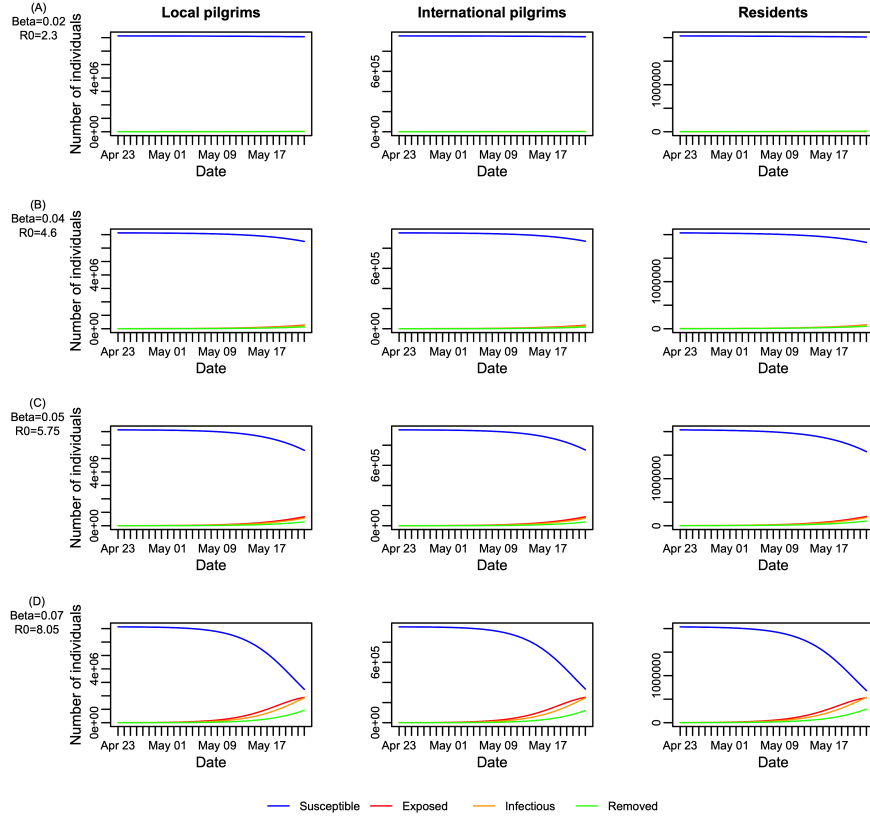 (A)
Beta=0.02
R0=2.3
Local pilgrims
International pilgrims
Residents
Number of individuals
0e+00 4e+06
Apr 23 May 01 May 09 May 17
Date
0e+00 6e+05
Apr 23 May 01 May 09 May 17
Date
0 1000000
Apr 23 May 01 May 09 May 17
Date
(B)
Beta=0.04
R0=4.6
Number of individuals
0e+00 4e+06
Apr 23 May 01 May 09 May 17
Date
0e+00 6e+05
Apr 23 May 01 May 09 May 17
Date
0 1000000
Apr 23 May 01 May 09 May 17
Date
(C)
Beta=0.05
R0=5.75
Number of individuals
0e+00 4e+06
Apr 23 May 01 May 09 May 17
Date
0e+00 6e+05
Apr 23 May 01 May 09 May 17
Date
0 1000000
Apr 23 May 01 May 09 May 17
Date
(D)
Beta=0.07
R0=8.05
Number of individuals
0e+00 4e+06
Apr 23 May 01 May 09 May 17
Date
0e+00 6e+05
Apr 23 May 01 May 09 May 17
Date
0 1000000
Apr 23 May 01 May 09 May 17
Date
Susceptible Exposed Infectious Removed